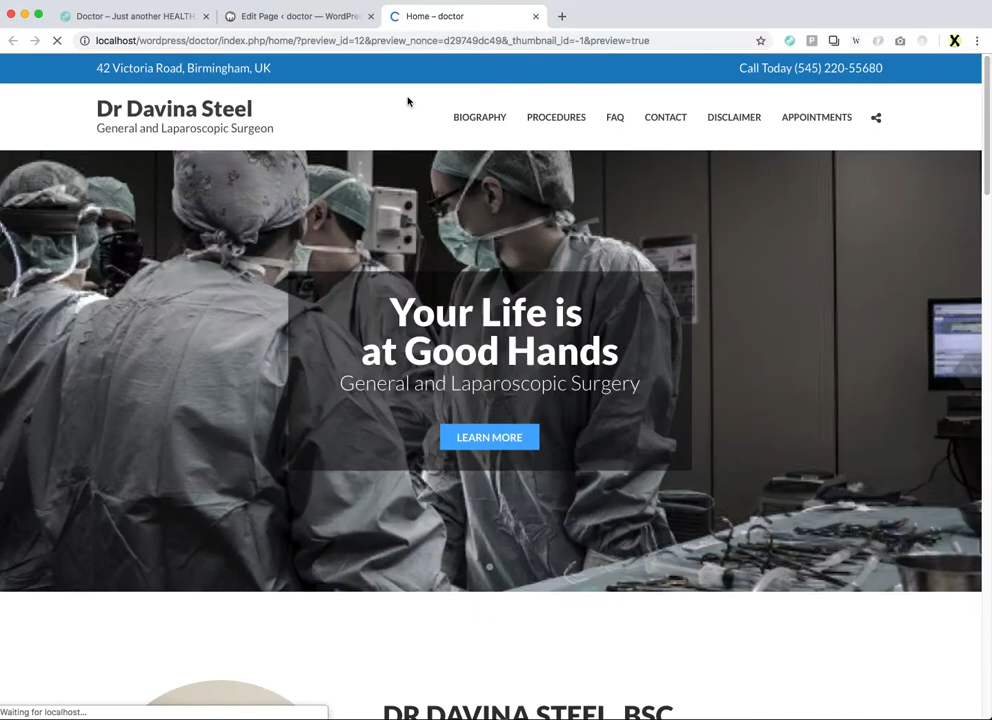 Doctor – Just another HEALTH
Edit Page ‹ doctor — WordPre
Home – doctor
localhost/wordpress/doctor/index.php/home/?preview_id=12&preview_nonce=d29749dc49&_thumbnail_id=-1&preview=true
42 Victoria Road, Birmingham, UK
Call Today (545) 220-55680
Dr Davina Steel
General and Laparoscopic Surgeon
BIOGRAPHY PROCEDURES FAQ CONTACT DISCLAIMER APPOINTMENTS
Your Life is
at Good Hands
General and Laparoscopic Surgery
LEARN MORE
DR DAVINA STEEL, BSC
Waiting for localhost...